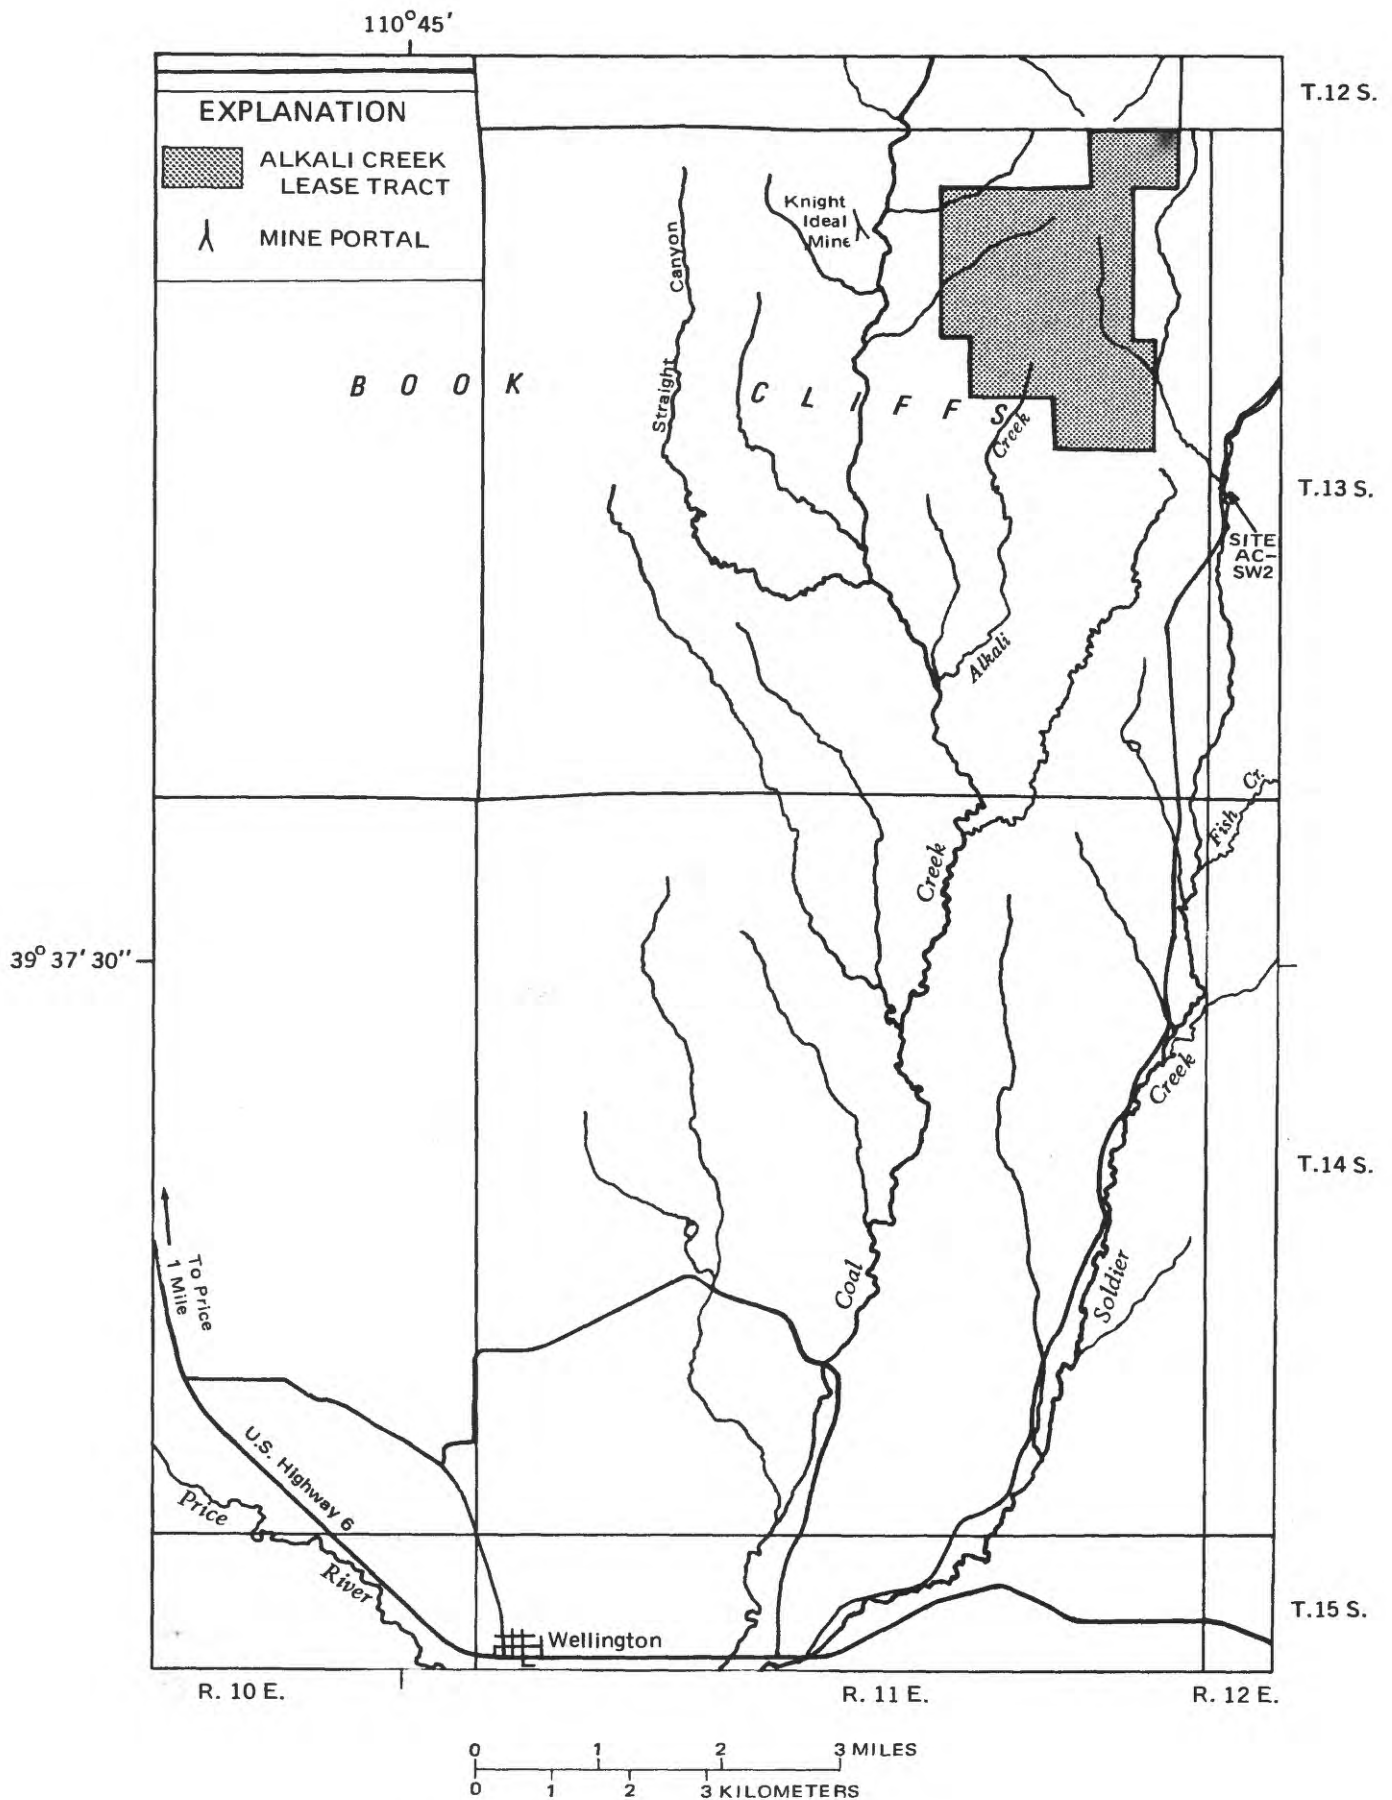 110°45'
T.12 S.
EXPLANATION
ALKALI CREEK
LEASE TRACT
MINE PORTAL
Knight
Ideal
Mine
Straight Canyon
BOOK CLIFFS
Creek
Alkali
T.13 S.
SITE
AC-
SW2
Fish Cr.
Creek
39°37'30"
Creek
T.14 S.
To Price
1 Mile
Coal
Soldier
U.S. Highway 6
Price
River
Wellington
T.15 S.
R. 10 E.
R. 11 E.
R. 12 E.
0 1 2 3 MILES
0 1 2 3 KILOMETERS